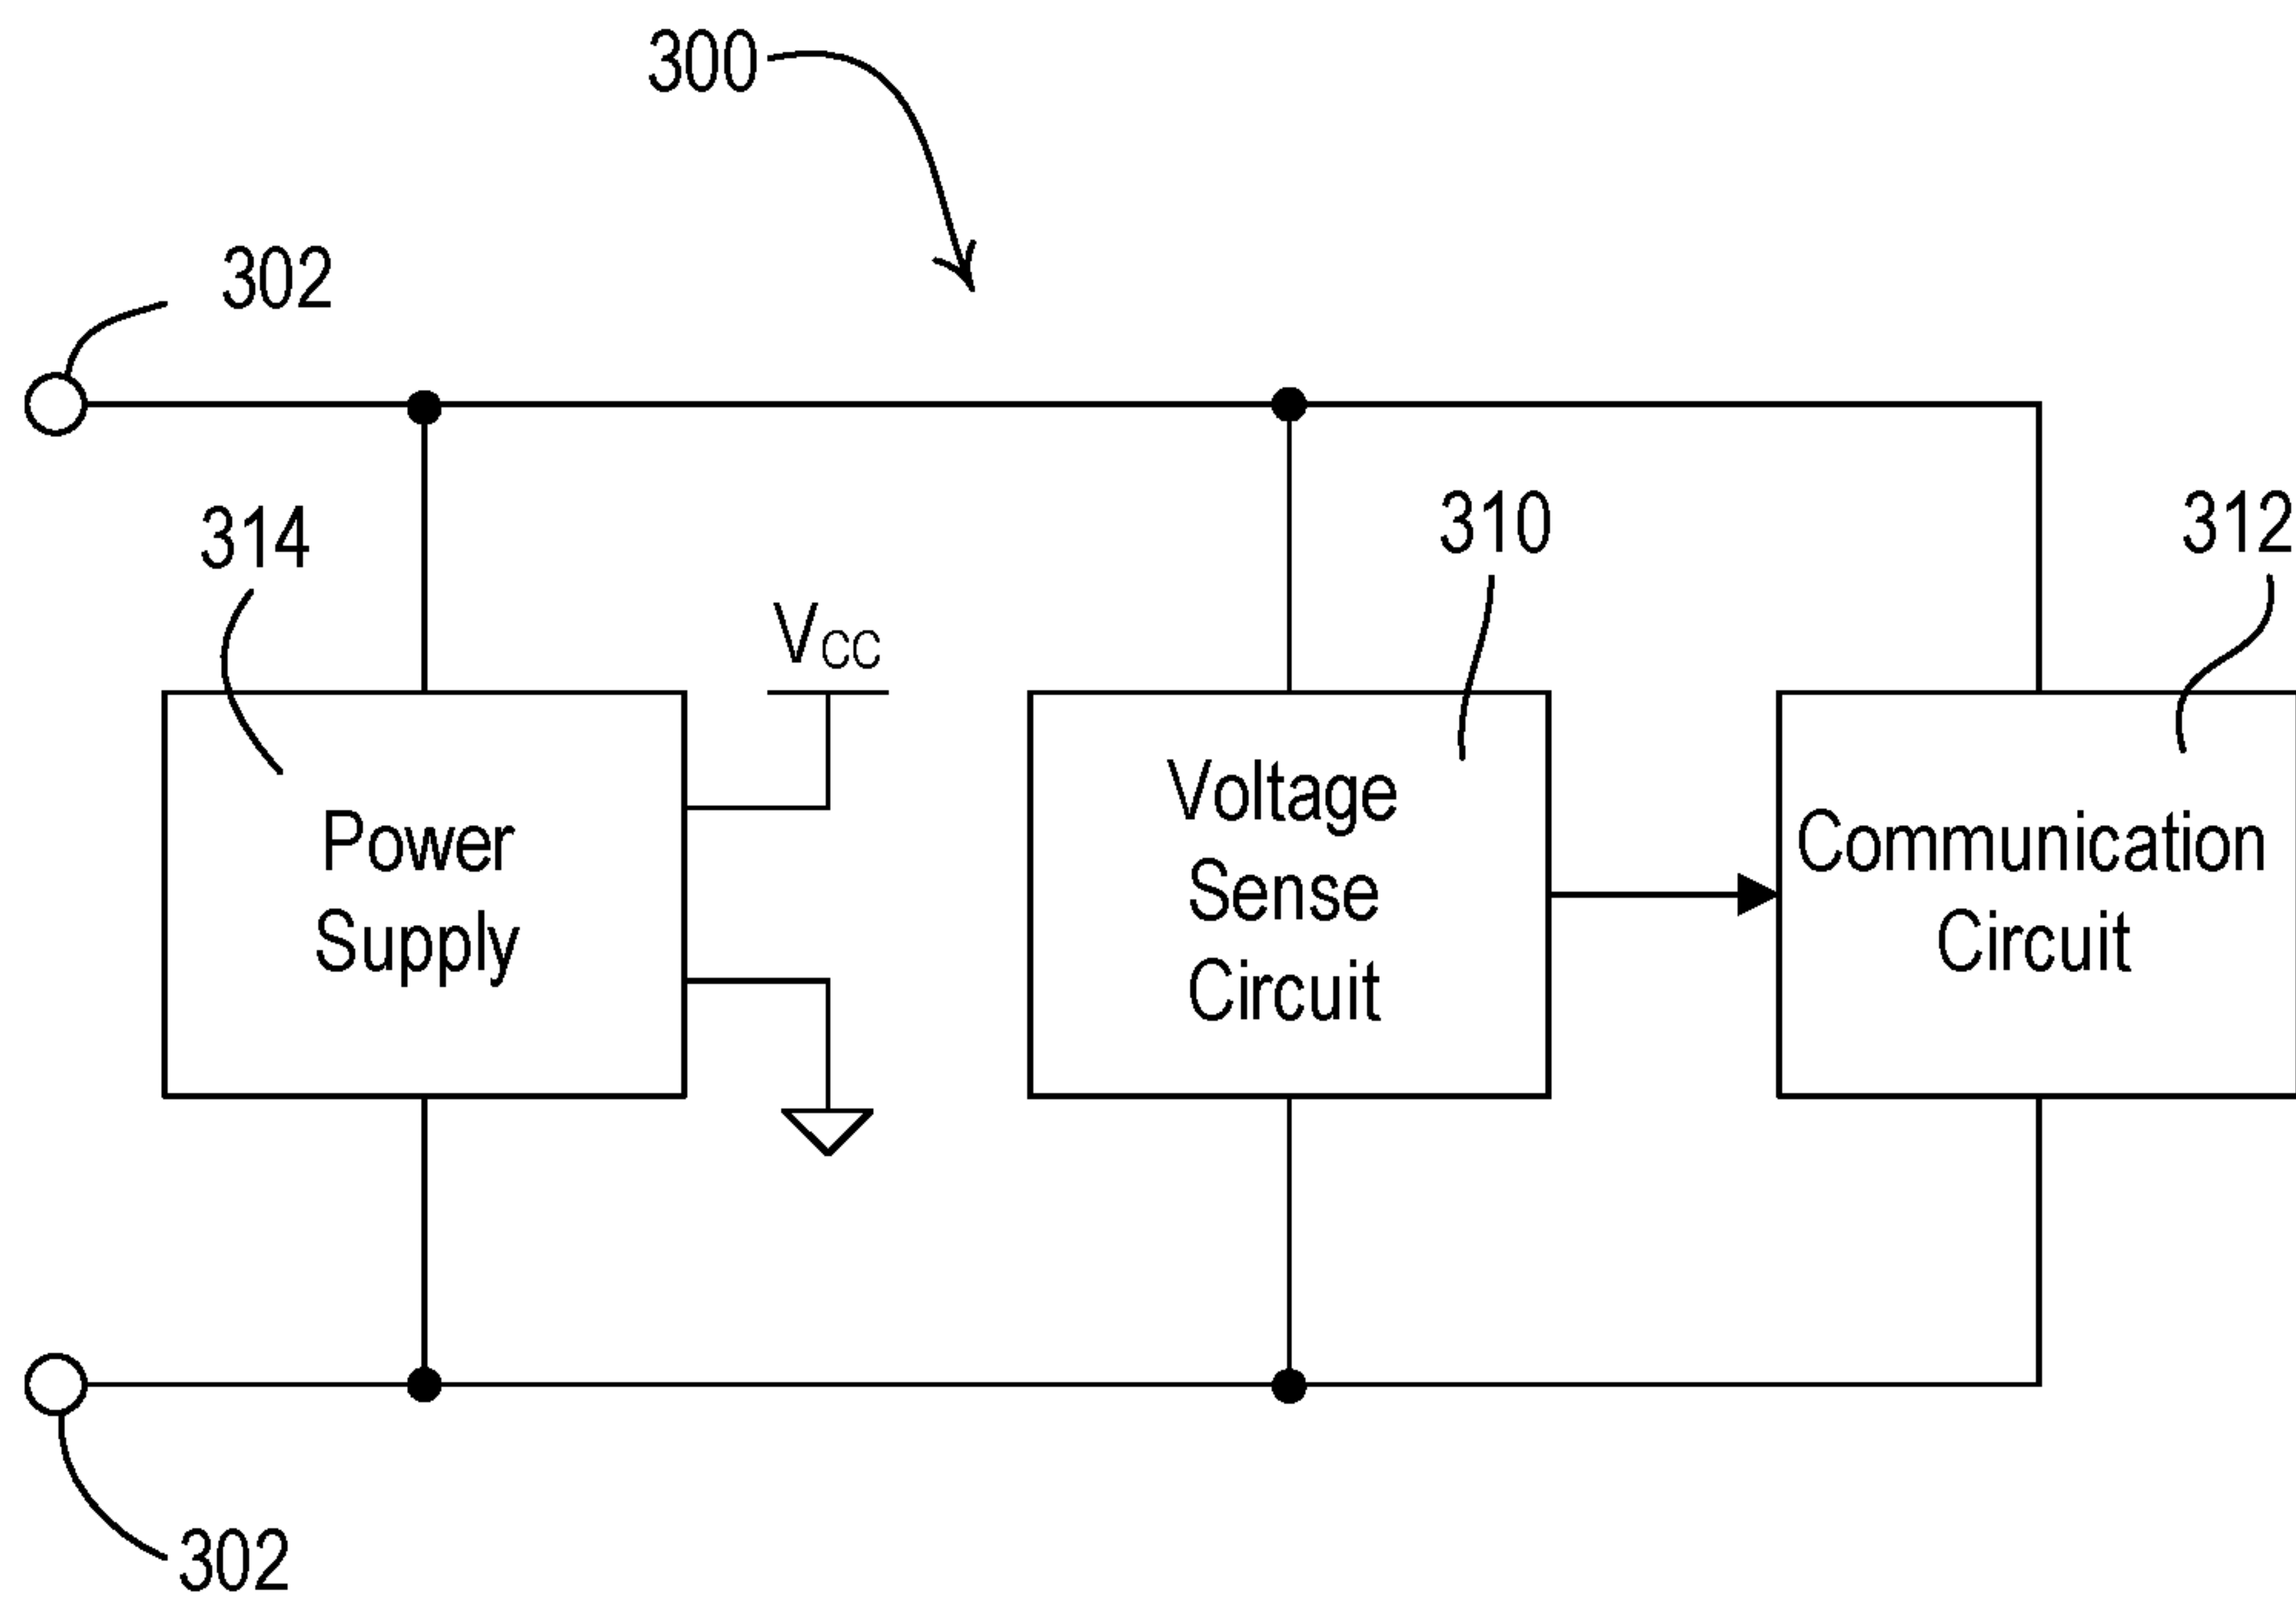 300
302
314
310
312
VCC
Power
Supply
Voltage
Sense
Circuit
Communication
Circuit
302